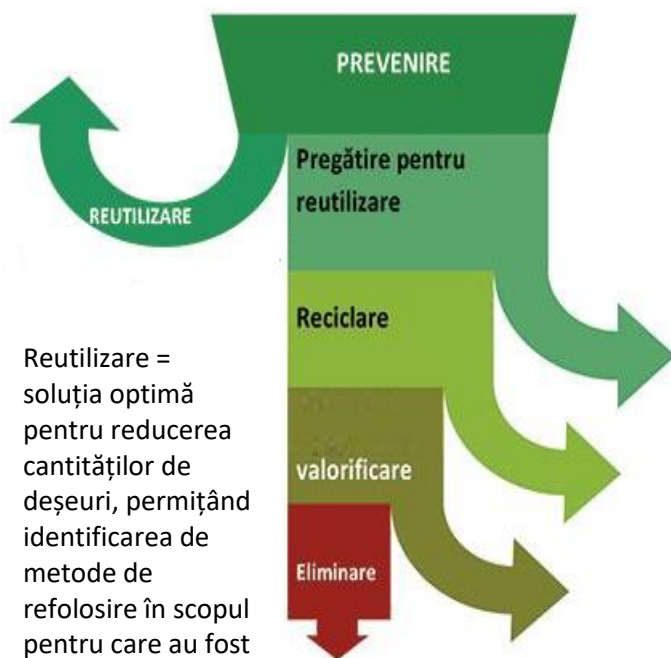 PREVENIRE
REUTILIZARE
Pregătire pentru
reutilizare
Reciclare
valorificare
Eliminare
Reutilizare =
soluția optimă
pentru reducerea
cantităților de
deșeuri, permițând
identificarea de
metode de
refolosire în scopul
pentru care au fost